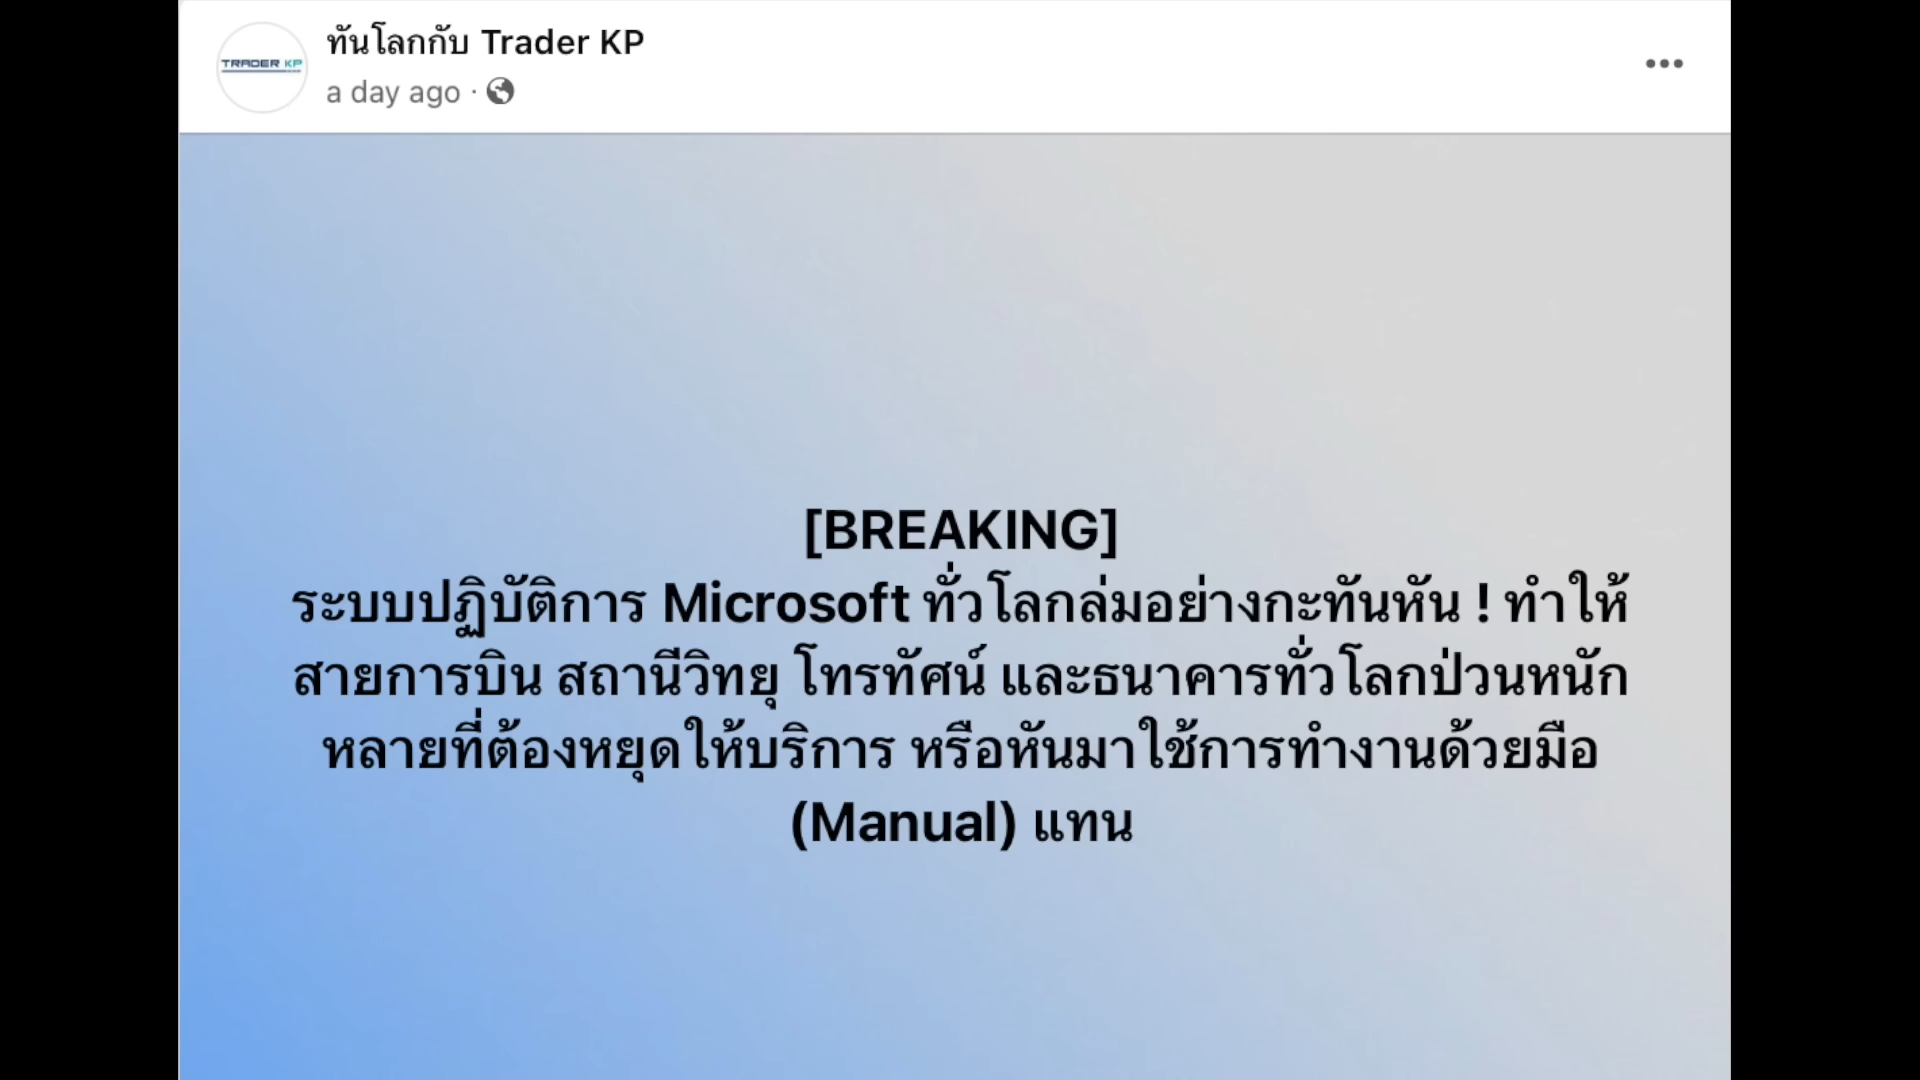 ทันโลกกับ Trader KP
TRADER KP
a day ago ·
[BREAKING]
ระบบปฏิบัติการ Microsoft ทั่วโลกล่มอย่างกะทันหัน ! ทำให้
สายการบิน สถานีวิทยุ โทรทัศน์ และธนาคารทั่วโลกป่วนหนัก
หลายที่ต้องหยุดให้บริการ หรือหันมาใช้การทำงานด้วยมือ
(Manual) แทน